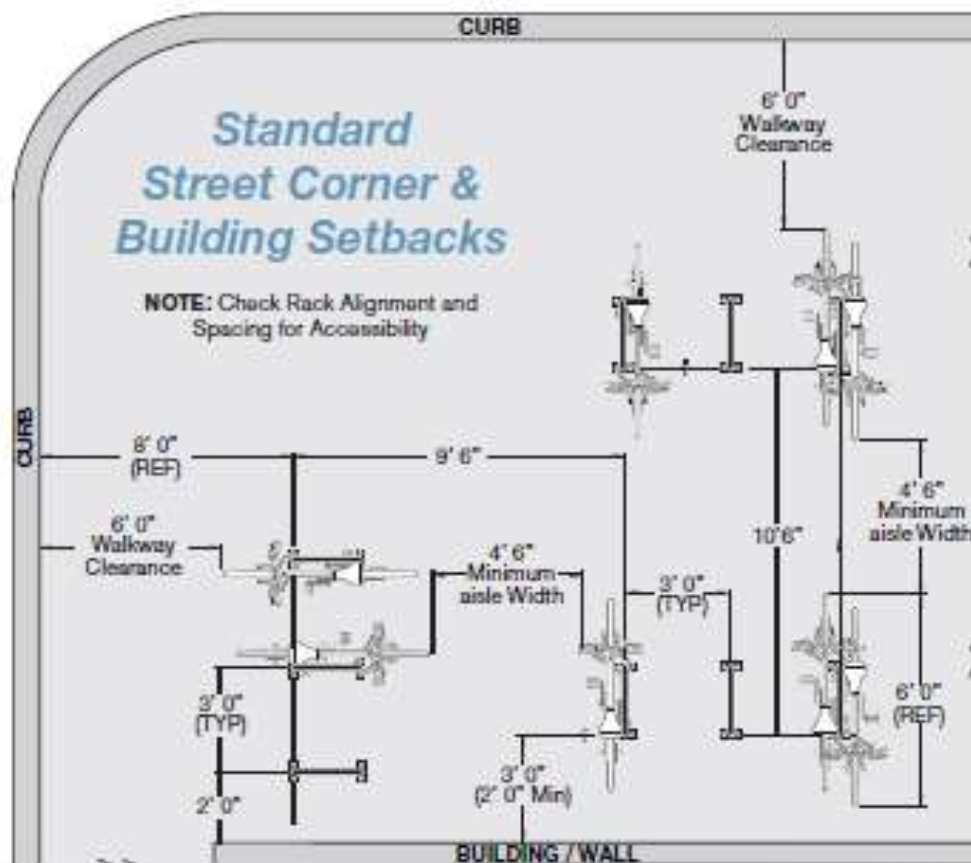 CURB
6' 0"
Walkway
Clearance
Standard
Street Corner &
Building Setbacks
NOTE: Check Rack Alignment and
Spacing for Accessibility
CURB
8' 0"
(REF)
9' 6"
6' 0"
Walkway
Clearance
4' 6"
Minimum
aisle Width
10'6"
4' 6"
Minimum
aisle Width
3' 0"
(TYP)
3' 0"
(TYP)
6' 0"
(REF)
2' 0"
3' 0"
(2' 0" Min)
BUILDING / WALL